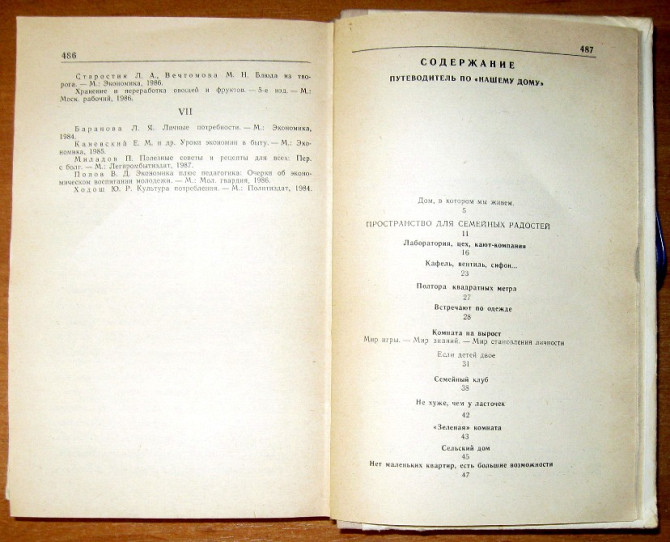 486
Старостин Л. А., Вечтомова М. Н. Блюда из тво-
рога. — М.: Экономика, 1986.
Хранение и переработка овощей и фруктов. — 5-е изд. — М.:
Моск. рабочий, 1986.
VII
Баранова Л. Я. Личные потребности. — М.: Экономика,
1984.
Каневский Е. М. и др. Уроки экономии в быту. — М.: Эко-
номика, 1985.
Миладов П. Полезные советы и рецепты для всех: Пер.
с болг. — М.: Легпромбытиздат, 1987.
Попов В. Д. Экономика плюс педагогика: Очерки об эконо-
мическом воспитании молодежи. — М.: Мол. гвардия, 1986.
Ходош Ю. Р. Культура потребления. — М.: Политиздат, 1984.
487
СОДЕРЖАНИЕ
ПУТЕВОДИТЕЛЬ ПО «НАШЕМУ ДОМУ»
Дом, в котором мы живем.
5
ПРОСТРАНСТВО ДЛЯ СЕМЕЙНЫХ РАДОСТЕЙ
11
Лаборатория, цех, кают-компания
16
Кафель, вентиль, сифон...
23
Полтора квадратных метра
27
Встречают по одежде
28
Комната на вырост
Мир игры. — Мир знаний. — Мир становления личности
Если детей двое
31
Семейный клуб
38
Не хуже, чем у ласточек
42
«Зеленая» комната
43
Сельский дом
45
Нет маленьких квартир, есть большие возможности
47